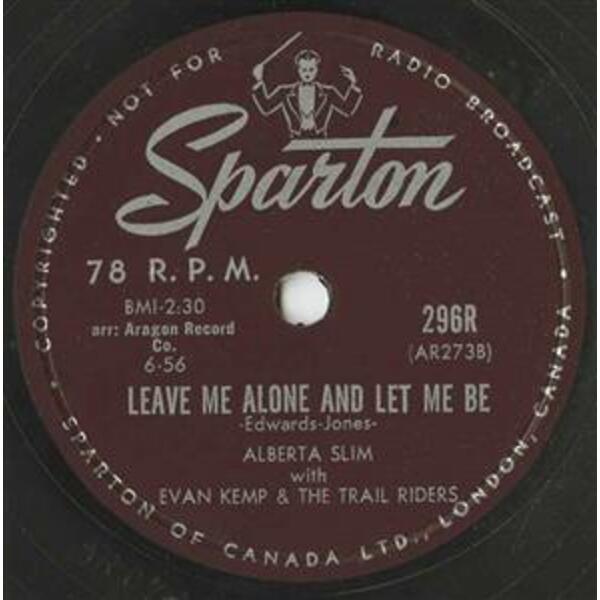 COPYRIGHTED • NOT FOR RADIO BROADCAST •
Sparton
78 R.P.M.
BMI-2:30
arr: Aragon Record
Co.
6-56
296R
(AR273B)
LEAVE ME ALONE AND LET ME BE
-Edwards-Jones-
ALBERTA SLIM
with
EVAN KEMP & THE TRAIL RIDERS
SPARTON OF CANADA LTD., LONDON, CANADA